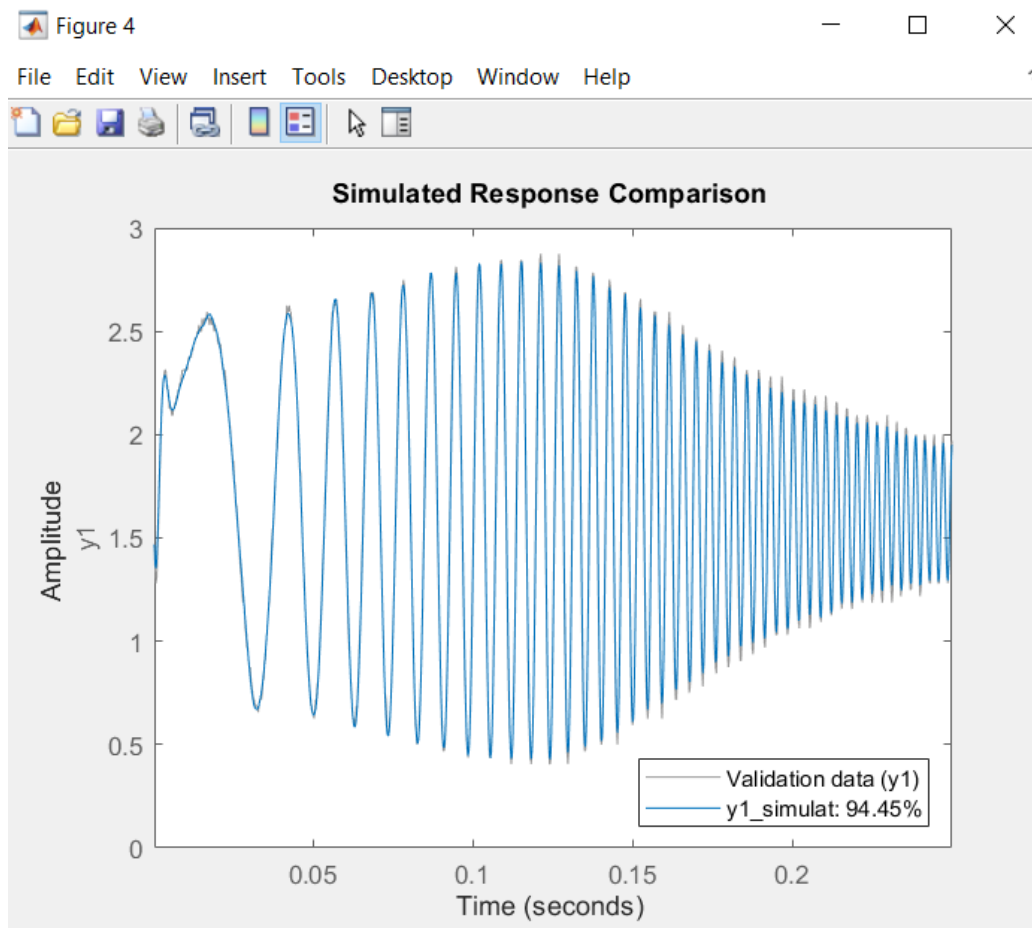 Figure 4
File Edit View Insert Tools Desktop Window Help
Simulated Response Comparison
3
2.5
2
1.5
1
0.5
0
Amplitude
y1
Validation data (y1)
y1_simulat: 94.45%
0.05 0.1 0.15 0.2
Time (seconds)